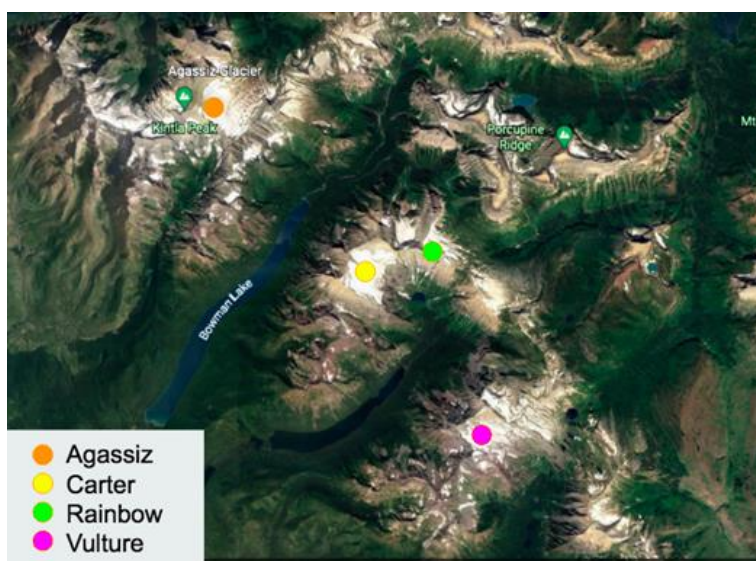 Agassiz Glacier
Kintla Peak
Porcupine
Ridge
Mt
Bowman Lake
Agassiz
Carter
Rainbow
Vulture